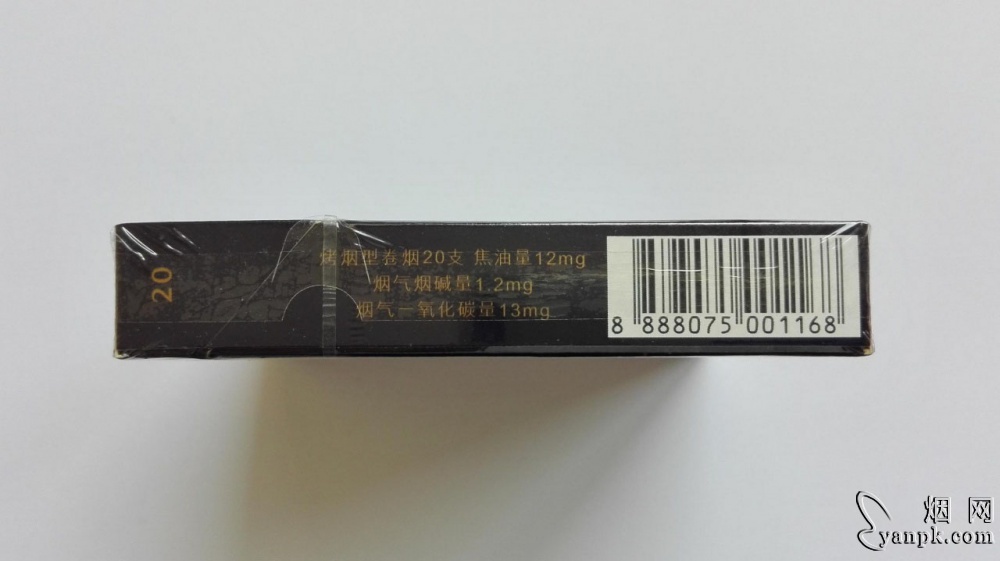 20
烤烟型卷烟20支 焦油量12mg
烟气烟碱量1.2mg
烟气一氧化碳量13mg
8 888075 001168
烟网
yanpk.com